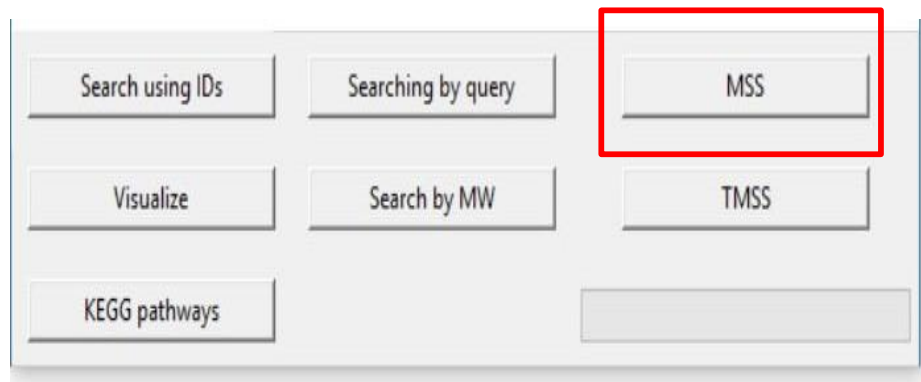 Search using IDs
Searching by query
MSS
Visualize
Search by MW
TMSS
KEGG pathways